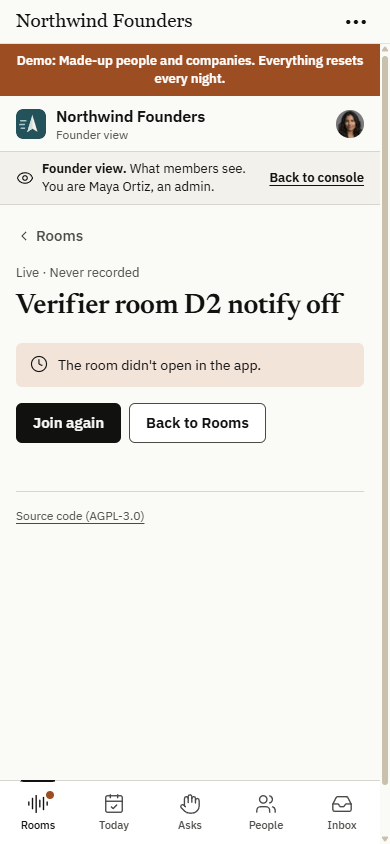 Northwind Founders
Demo: Made-up people and companies. Everything resets
every night.
Northwind Founders
Founder view
Founder view. What members see.
You are Maya Ortiz, an admin.
Back to console
Rooms
Live · Never recorded
Verifier room D2 notify off
The room didn't open in the app.
Join again
Back to Rooms
Source code (AGPL-3.0)
Rooms
Today
Asks
People
Inbox